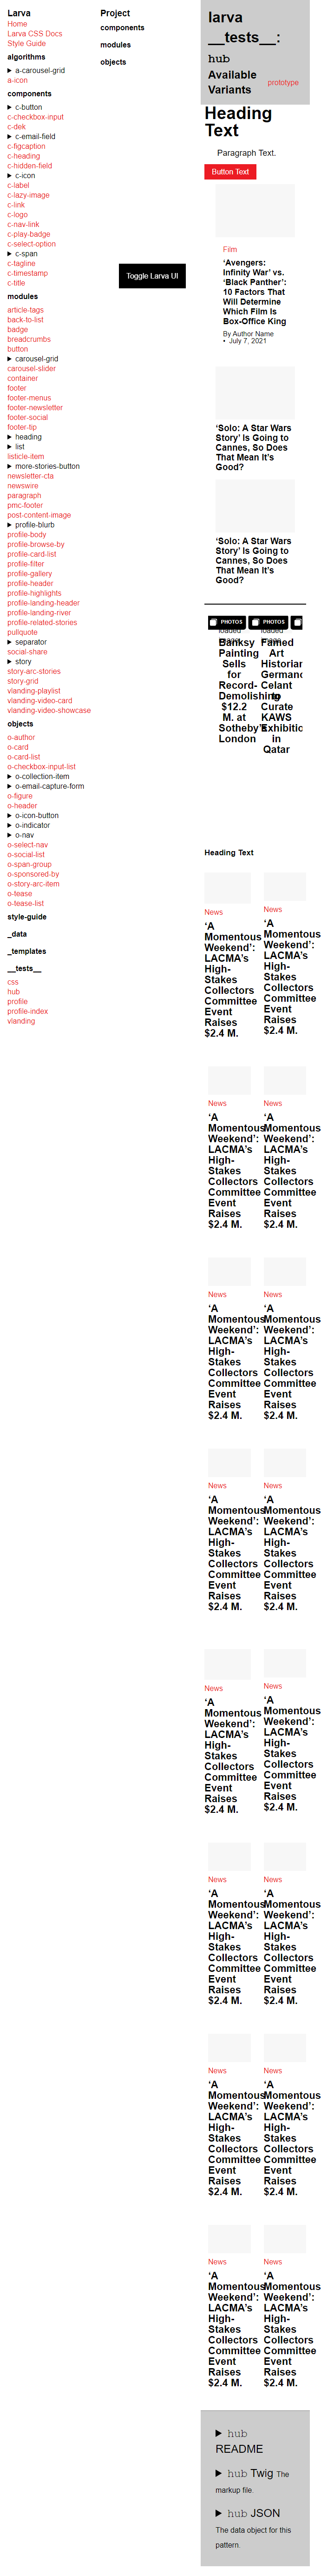 Larva
Home
Larva CSS Docs
Style Guide
algorithms
a-carousel-grid
a-icon
components
c-button
c-checkbox-input
c-dek
c-email-field
c-figcaption
c-heading
c-hidden-field
c-icon
c-label
c-lazy-image
c-link
c-logo
c-nav-link
c-play-badge
c-select-option
c-span
c-tagline
c-timestamp
c-title
modules
article-tags
back-to-list
badge
breadcrumbs
button
carousel-grid
carousel-slider
container
footer
footer-menus
footer-newsletter
footer-social
footer-tip
heading
list
listicle-item
more-stories-button
newsletter-cta
newswire
paragraph
pmc-footer
post-content-image
profile-blurb
profile-body
profile-browse-by
profile-card-list
profile-filter
profile-gallery
profile-header
profile-highlights
profile-landing-header
profile-landing-river
profile-related-stories
pullquote
separator
social-share
story
story-arc-stories
story-grid
vlanding-playlist
vlanding-video-card
vlanding-video-showcase
objects
o-author
o-card
o-card-list
o-checkbox-input-list
o-collection-item
o-email-capture-form
o-figure
o-header
o-icon-button
o-indicator
o-nav
o-select-nav
o-social-list
o-span-group
o-sponsored-by
o-story-arc-item
o-tease
o-tease-list
style-guide
_data
_templates
__tests__
css
hub
profile
profile-index
vlanding
Project
components
modules
objects
Toggle Larva UI
larva
__tests__:
hub
Available
Variants
prototype
Heading
Text
Paragraph Text.
Button Text
Film
‘Avengers:
Infinity War’ vs.
‘Black Panther’:
10 Factors That
Will Determine
Which Film Is
Box-Office King
By Author Name
• July 7, 2021
‘Solo: A Star Wars
Story’ Is Going to
Cannes, So Does
That Mean It’s
Good?
‘Solo: A Star Wars
Story’ Is Going to
Cannes, So Does
That Mean It’s
Good?
PHOTOS
Banksy
Painting
Sells
for
Record-
Demolishing
$12.2
M. at
Sotheby’s
London
PHOTOS
Famed
Art
Historian
Germano
Celant
to
Curate
KAWS
Exhibition
in
Qatar
Heading Text
News
‘A
Momentous
Weekend’:
LACMA’s
High-
Stakes
Collectors
Committee
Event
Raises
$2.4 M.
News
‘A
Momentous
Weekend’:
LACMA’s
High-
Stakes
Collectors
Committee
Event
Raises
$2.4 M.
News
‘A
Momentous
Weekend’:
LACMA’s
High-
Stakes
Collectors
Committee
Event
Raises
$2.4 M.
News
‘A
Momentous
Weekend’:
LACMA’s
High-
Stakes
Collectors
Committee
Event
Raises
$2.4 M.
News
‘A
Momentous
Weekend’:
LACMA’s
High-
Stakes
Collectors
Committee
Event
Raises
$2.4 M.
News
‘A
Momentous
Weekend’:
LACMA’s
High-
Stakes
Collectors
Committee
Event
Raises
$2.4 M.
News
‘A
Momentous
Weekend’:
LACMA’s
High-
Stakes
Collectors
Committee
Event
Raises
$2.4 M.
News
‘A
Momentous
Weekend’:
LACMA’s
High-
Stakes
Collectors
Committee
Event
Raises
$2.4 M.
News
‘A
Momentous
Weekend’:
LACMA’s
High-
Stakes
Collectors
Committee
Event
Raises
$2.4 M.
News
‘A
Momentous
Weekend’:
LACMA’s
High-
Stakes
Collectors
Committee
Event
Raises
$2.4 M.
News
‘A
Momentous
Weekend’:
LACMA’s
High-
Stakes
Collectors
Committee
Event
Raises
$2.4 M.
News
‘A
Momentous
Weekend’:
LACMA’s
High-
Stakes
Collectors
Committee
Event
Raises
$2.4 M.
News
‘A
Momentous
Weekend’:
LACMA’s
High-
Stakes
Collectors
Committee
Event
Raises
$2.4 M.
News
‘A
Momentous
Weekend’:
LACMA’s
High-
Stakes
Collectors
Committee
Event
Raises
$2.4 M.
News
‘A
Momentous
Weekend’:
LACMA’s
High-
Stakes
Collectors
Committee
Event
Raises
$2.4 M.
News
‘A
Momentous
Weekend’:
LACMA’s
High-
Stakes
Collectors
Committee
Event
Raises
$2.4 M.
hub
README
hub Twig The
markup file.
hub JSON
The data object for this
pattern.